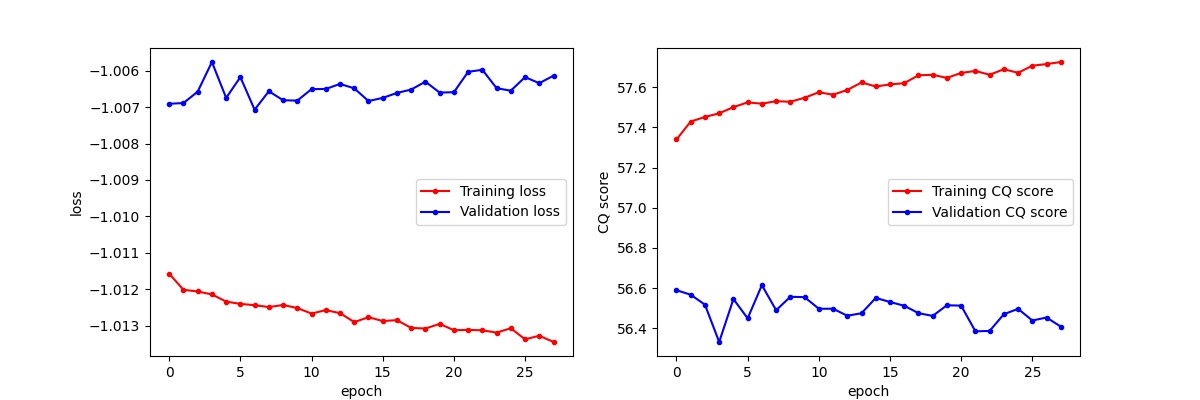 −1.006
−1.007
−1.008
−1.009
−1.010
−1.011
−1.012
−1.013
loss
0 5 10 15 20 25
epoch
Training loss
Validation loss
57.6
57.4
57.2
57.0
56.8
56.6
56.4
CQ score
0 5 10 15 20 25
epoch
Training CQ score
Validation CQ score